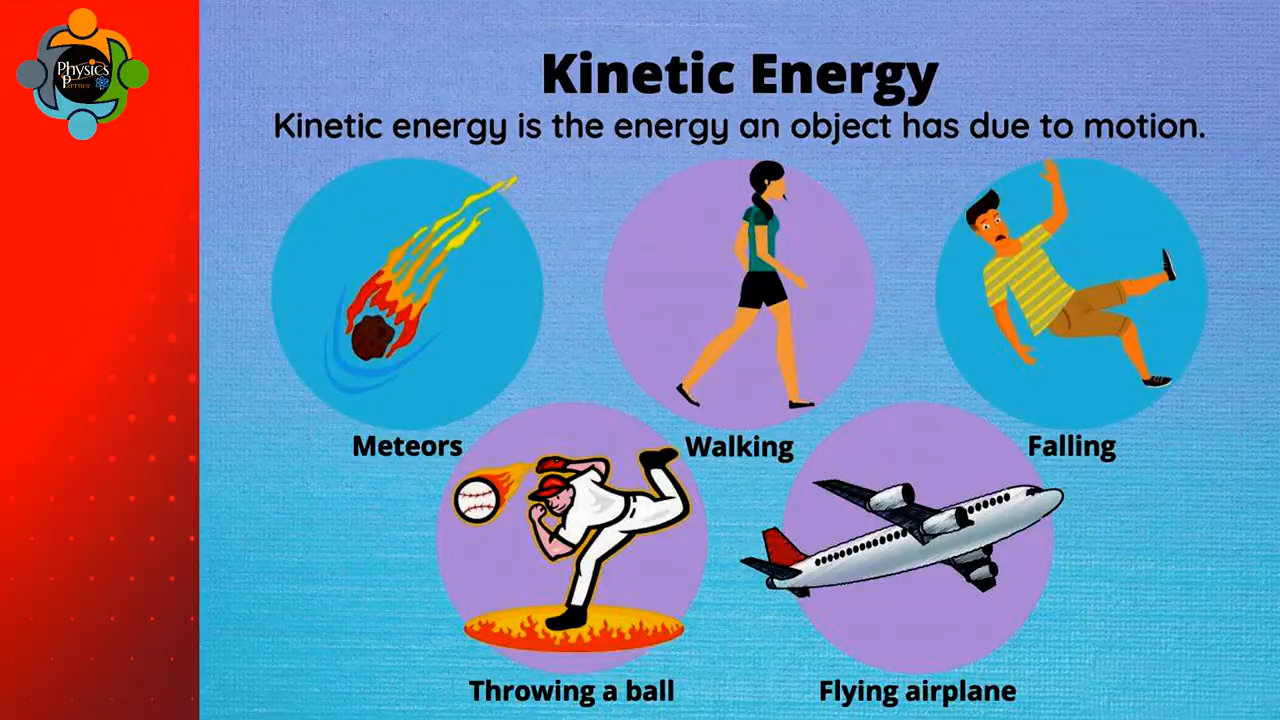 Physics
Partner
Kinetic Energy
Kinetic energy is the energy an object has due to motion.
Meteors
Walking
Falling
Throwing a ball
Flying airplane